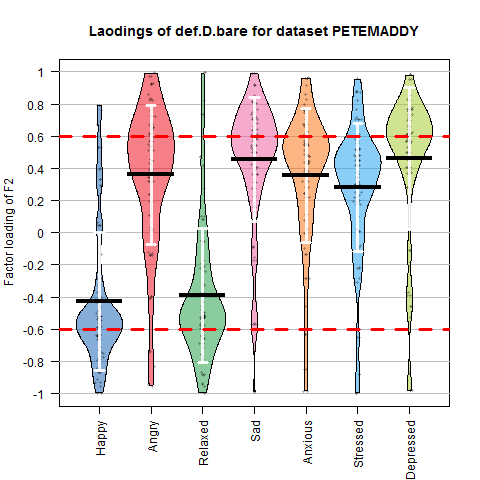 Laodings of def.D.bare for dataset PETEMADDY
Factor loading of F2
1
0.8
0.6
0.4
0.2
0
-0.2
-0.4
-0.6
-0.8
-1
Happy
Angry
Relaxed
Sad
Anxious
Stressed
Depressed